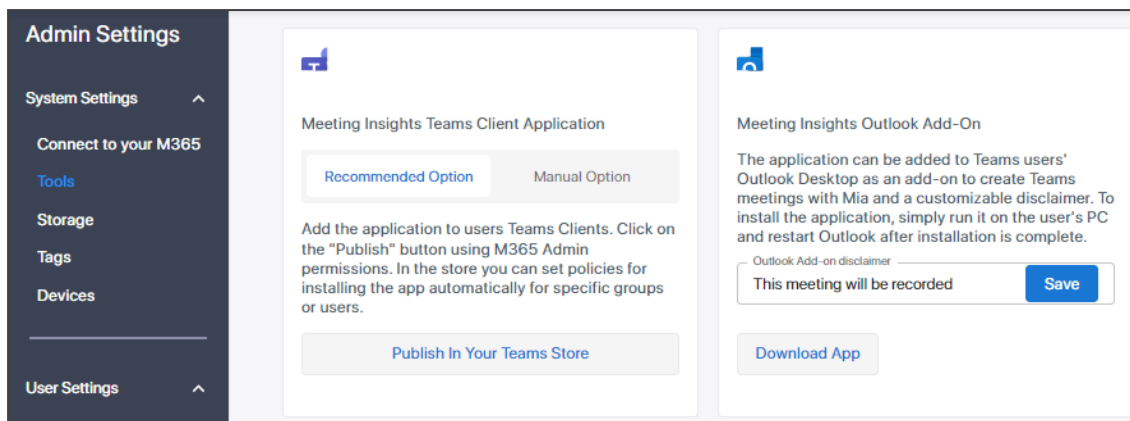 Admin Settings
System Settings
Connect to your M365
Tools
Storage
Tags
Devices
User Settings
T
Meeting Insights Teams Client Application
Recommended Option
Manual Option
Add the application to users Teams Clients. Click on
the "Publish" button using M365 Admin
permissions. In the store you can set policies for
installing the app automatically for specific groups
or users.
Publish In Your Teams Store
Meeting Insights Outlook Add-On
The application can be added to Teams users'
Outlook Desktop as an add-on to create Teams
meetings with Mia and a customizable disclaimer. To
install the application, simply run it on the user's PC
and restart Outlook after installation is complete.
Outlook Add-on disclaimer
This meeting will be recorded
Save
Download App